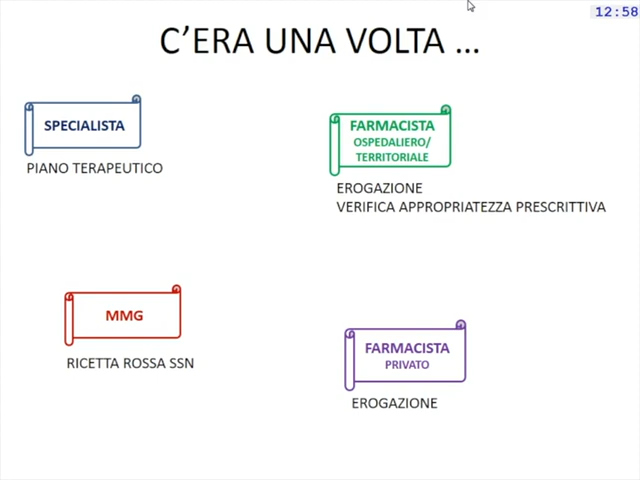 12:58
C'ERA UNA VOLTA ...
SPECIALISTA
PIANO TERAPEUTICO
FARMACISTA
OSPEDALIERO/
TERRITORIALE
EROGAZIONE
VERIFICA APPROPRIATEZZA PRESCRITTIVA
MMG
RICETTA ROSSA SSN
FARMACISTA
PRIVATO
EROGAZIONE